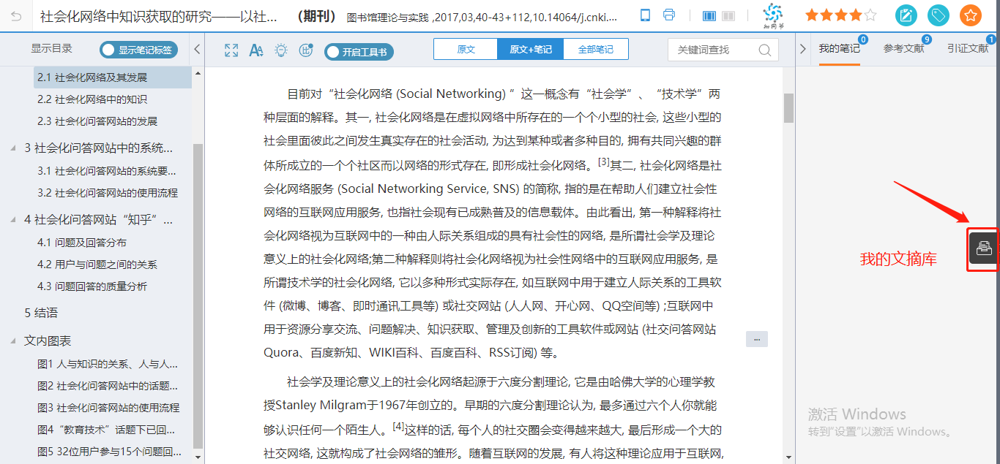 社会化网络中知识获取的研究——以社... （期刊） 图书馆理论与实践 ,2017,03,40-43+112,10.14064/j.cnki....
知网节
显示目录
显示笔记标签
开启工具书
原文
原文+笔记
全部笔记
关键词查找
我的笔记 0
参考文献 9
引证文献 1
2.1 社会化网络及其发展
2.2 社会化网络中的知识
2.3 社会化问答网站的发展
3 社会化问答网站中的系统...
3.1 社会化问答网站的系统要...
3.2 社会化问答网站的使用流程
4 社会化问答网站“知乎” ...
4.1 问题及回答分布
4.2 用户与问题之间的关系
4.3 问题回答的质量分析
5 结语
文内图表
图1 人与知识的关系、人与人...
图2 社会化问答网站中的话题...
图3 社会化问答网站的使用流程
图4 “教育技术” 话题下已回...
图5 32位用户参与15个问题回...
目前对“社会化网络 (Social Networking) ”这一概念有“社会学”、“技术学”两
种层面的解释。其一, 社会化网络是在虚拟网络中所存在的一个个小型的社会, 这些小型的
社会里面彼此之间发生真实存在的社会活动, 为达到某种或者多种目的, 拥有共同兴趣的群
体所成立的一个个社区而以网络的形式存在, 即形成社会化网络。[3]其二, 社会化网络是社
会化网络服务 (Social Networking Service, SNS) 的简称, 指的是在帮助人们建立社会性
网络的互联网应用服务, 也指社会现有已成熟普及的信息载体。由此看出, 第一种解释将社
会化网络视为互联网中的一种由人际关系组成的具有社会性的网络, 是所谓社会学及理论
意义上的社会化网络;第二种解释则将社会化网络视为社会性网络中的互联网应用服务, 是
所谓技术学的社会化网络, 它以多种形式实际存在, 如互联网中用于建立人际关系的工具软
件 (微博、博客、即时通讯工具等) 或社交网站 (人人网、开心网、QQ空间等) ;互联网中
用于资源分享交流、问题解决、知识获取、管理及创新的工具软件或网站 (社交问答网站
Quora、百度新知、WIKI百科、百度百科、RSS订阅) 等。
社会学及理论意义上的社会化网络起源于六度分割理论, 它是由哈佛大学的心理学教
授Stanley Milgram于1967年创立的。早期的六度分割理论认为, 最多通过六个人你就能
够认识任何一个陌生人。[4]这样的话, 每个人的社交圈会变得越来越大, 最后形成一个大的
社交网络, 这就构成了社会网络的雏形。随着互联网的发展, 有人将这种理论应用于互联网,
...
我的文摘库
激活 Windows
转到“设置”以激活 Windows。